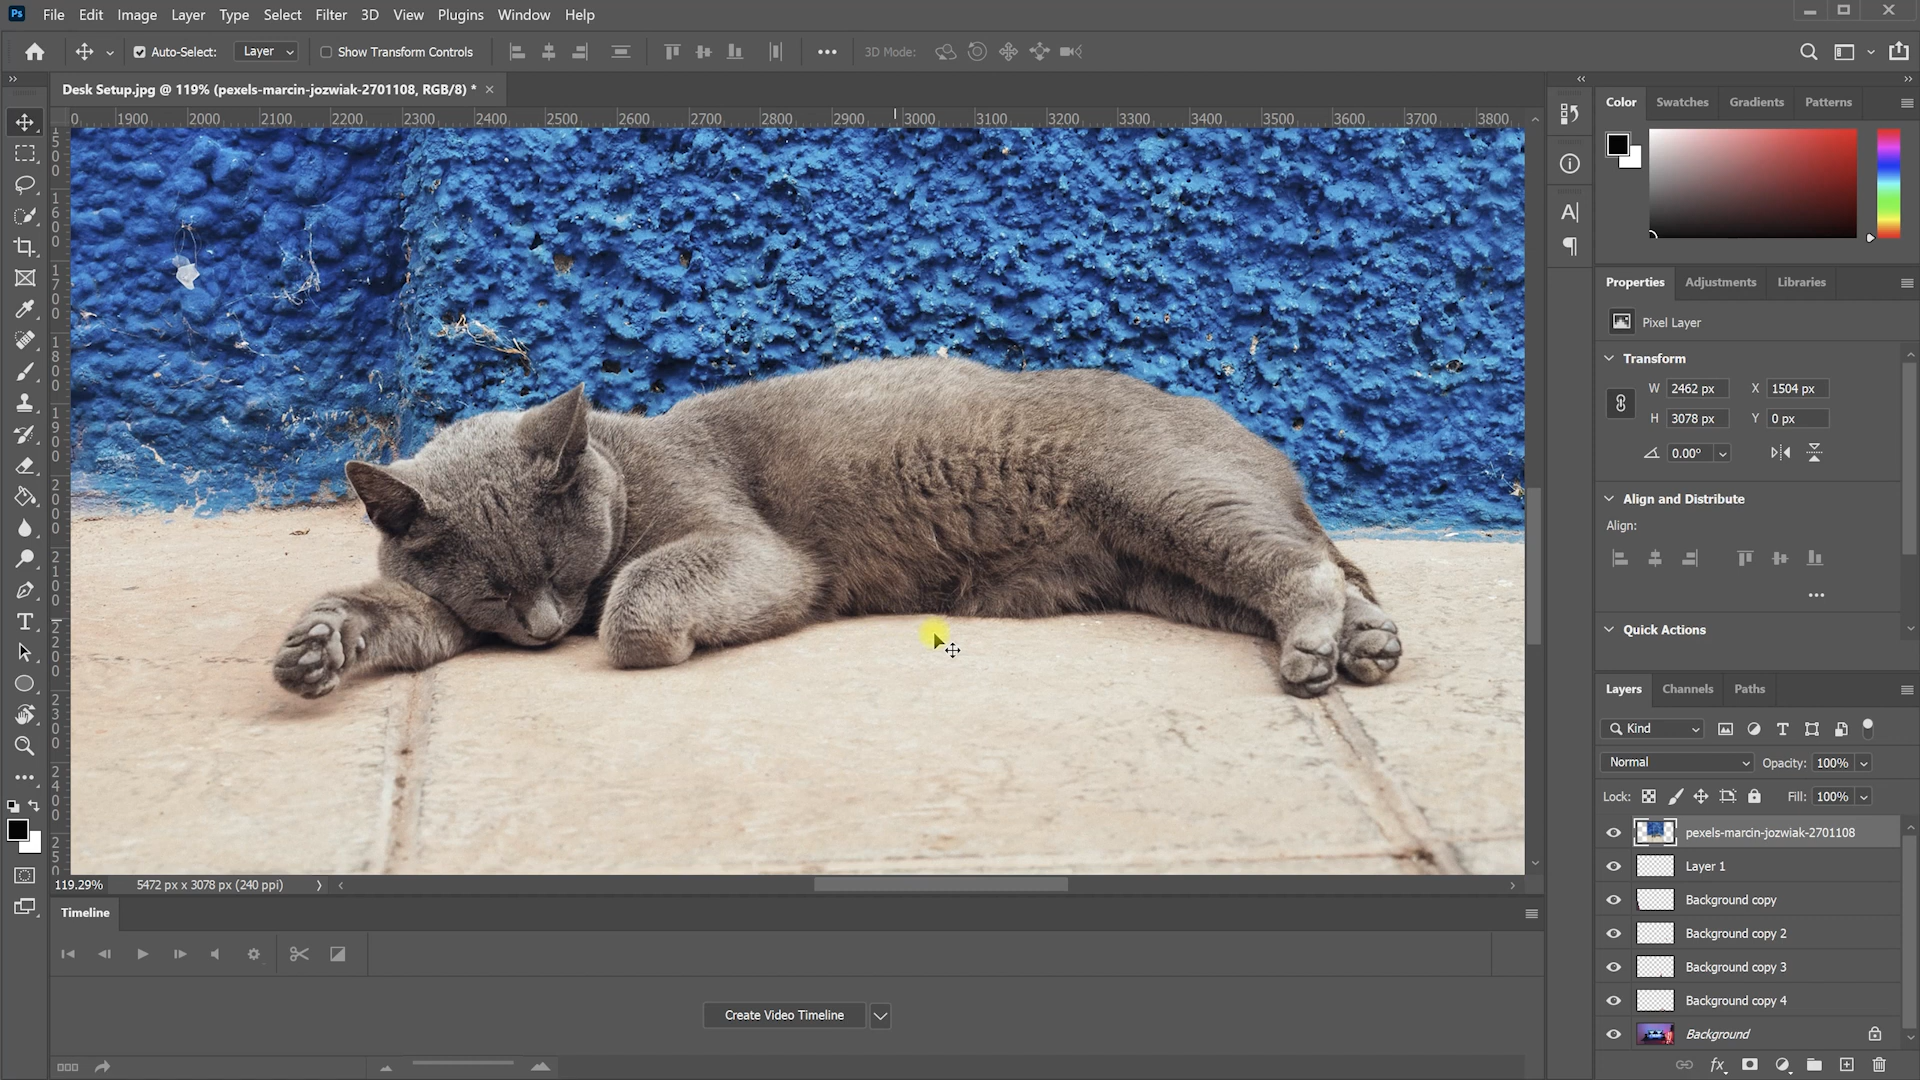 Ps File Edit Image Layer Type Select Filter 3D View Plugins Window Help
Auto-Select: Layer Show Transform Controls 3D Mode:
Desk Setup.jpg @ 119% (pexels-marcin-jozwiak-2701108, RGB/8) *
0 1900 2000 2100 2200 2300 2400 2500 2600 2700 2800 2900 3000 3100 3200 3300 3400 3500 3600 3700 3800
Color Swatches Gradients Patterns
Properties Adjustments Libraries
Pixel Layer
Transform
W 2462 px X 1504 px
H 3078 px Y 0 px
0.00°
Align and Distribute
Align:
Quick Actions
Layers Channels Paths
Kind
Normal Opacity: 100%
Lock: Fill: 100%
pexels-marcin-jozwiak-2701108
Layer 1
Background copy
Background copy 2
Background copy 3
Background copy 4
Background
fx
119.29% 5472 px x 3078 px (240 ppi)
Timeline
Create Video Timeline